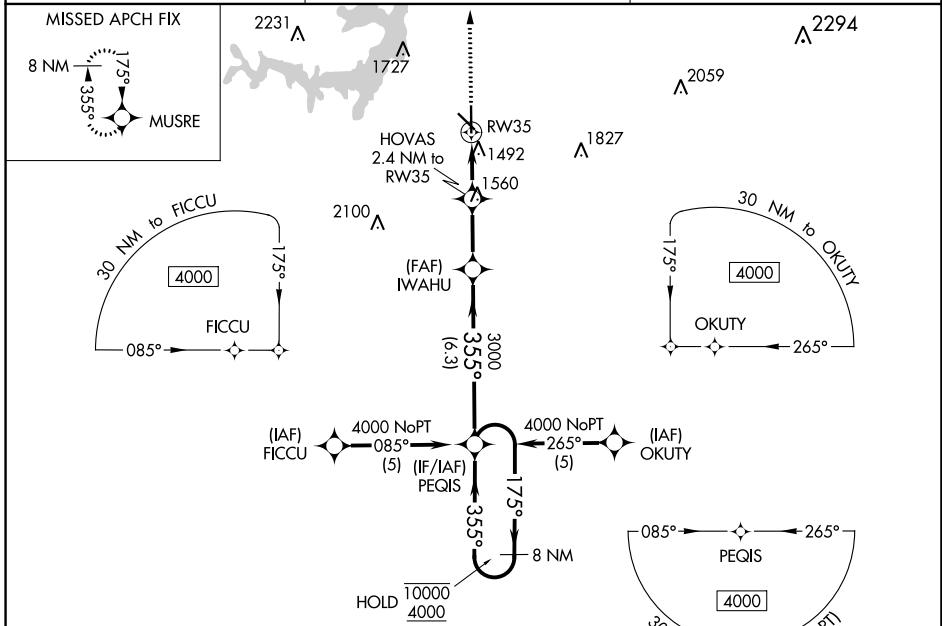 MISSED APCH FIX
8 NM
175°
355°
MUSRE
2231
1727
2294
2059
1827
RW35
1492
HOVAS
2.4 NM to
RW35
1560
2100
30 NM to FICCU
4000
175°
FICCU
085°
(FAF)
IWAHU
3000
355°
(6.3)
30 NM to OKUTY
4000
175°
OKUTY
265°
(IAF)
FICCU
4000 NoPT
085°
(5)
(IF/IAF)
PEQIS
4000 NoPT
265°
(5)
(IAF)
OKUTY
355°
175°
8 NM
HOLD
10000
4000
085°
265°
PEQIS
4000
30
PT)